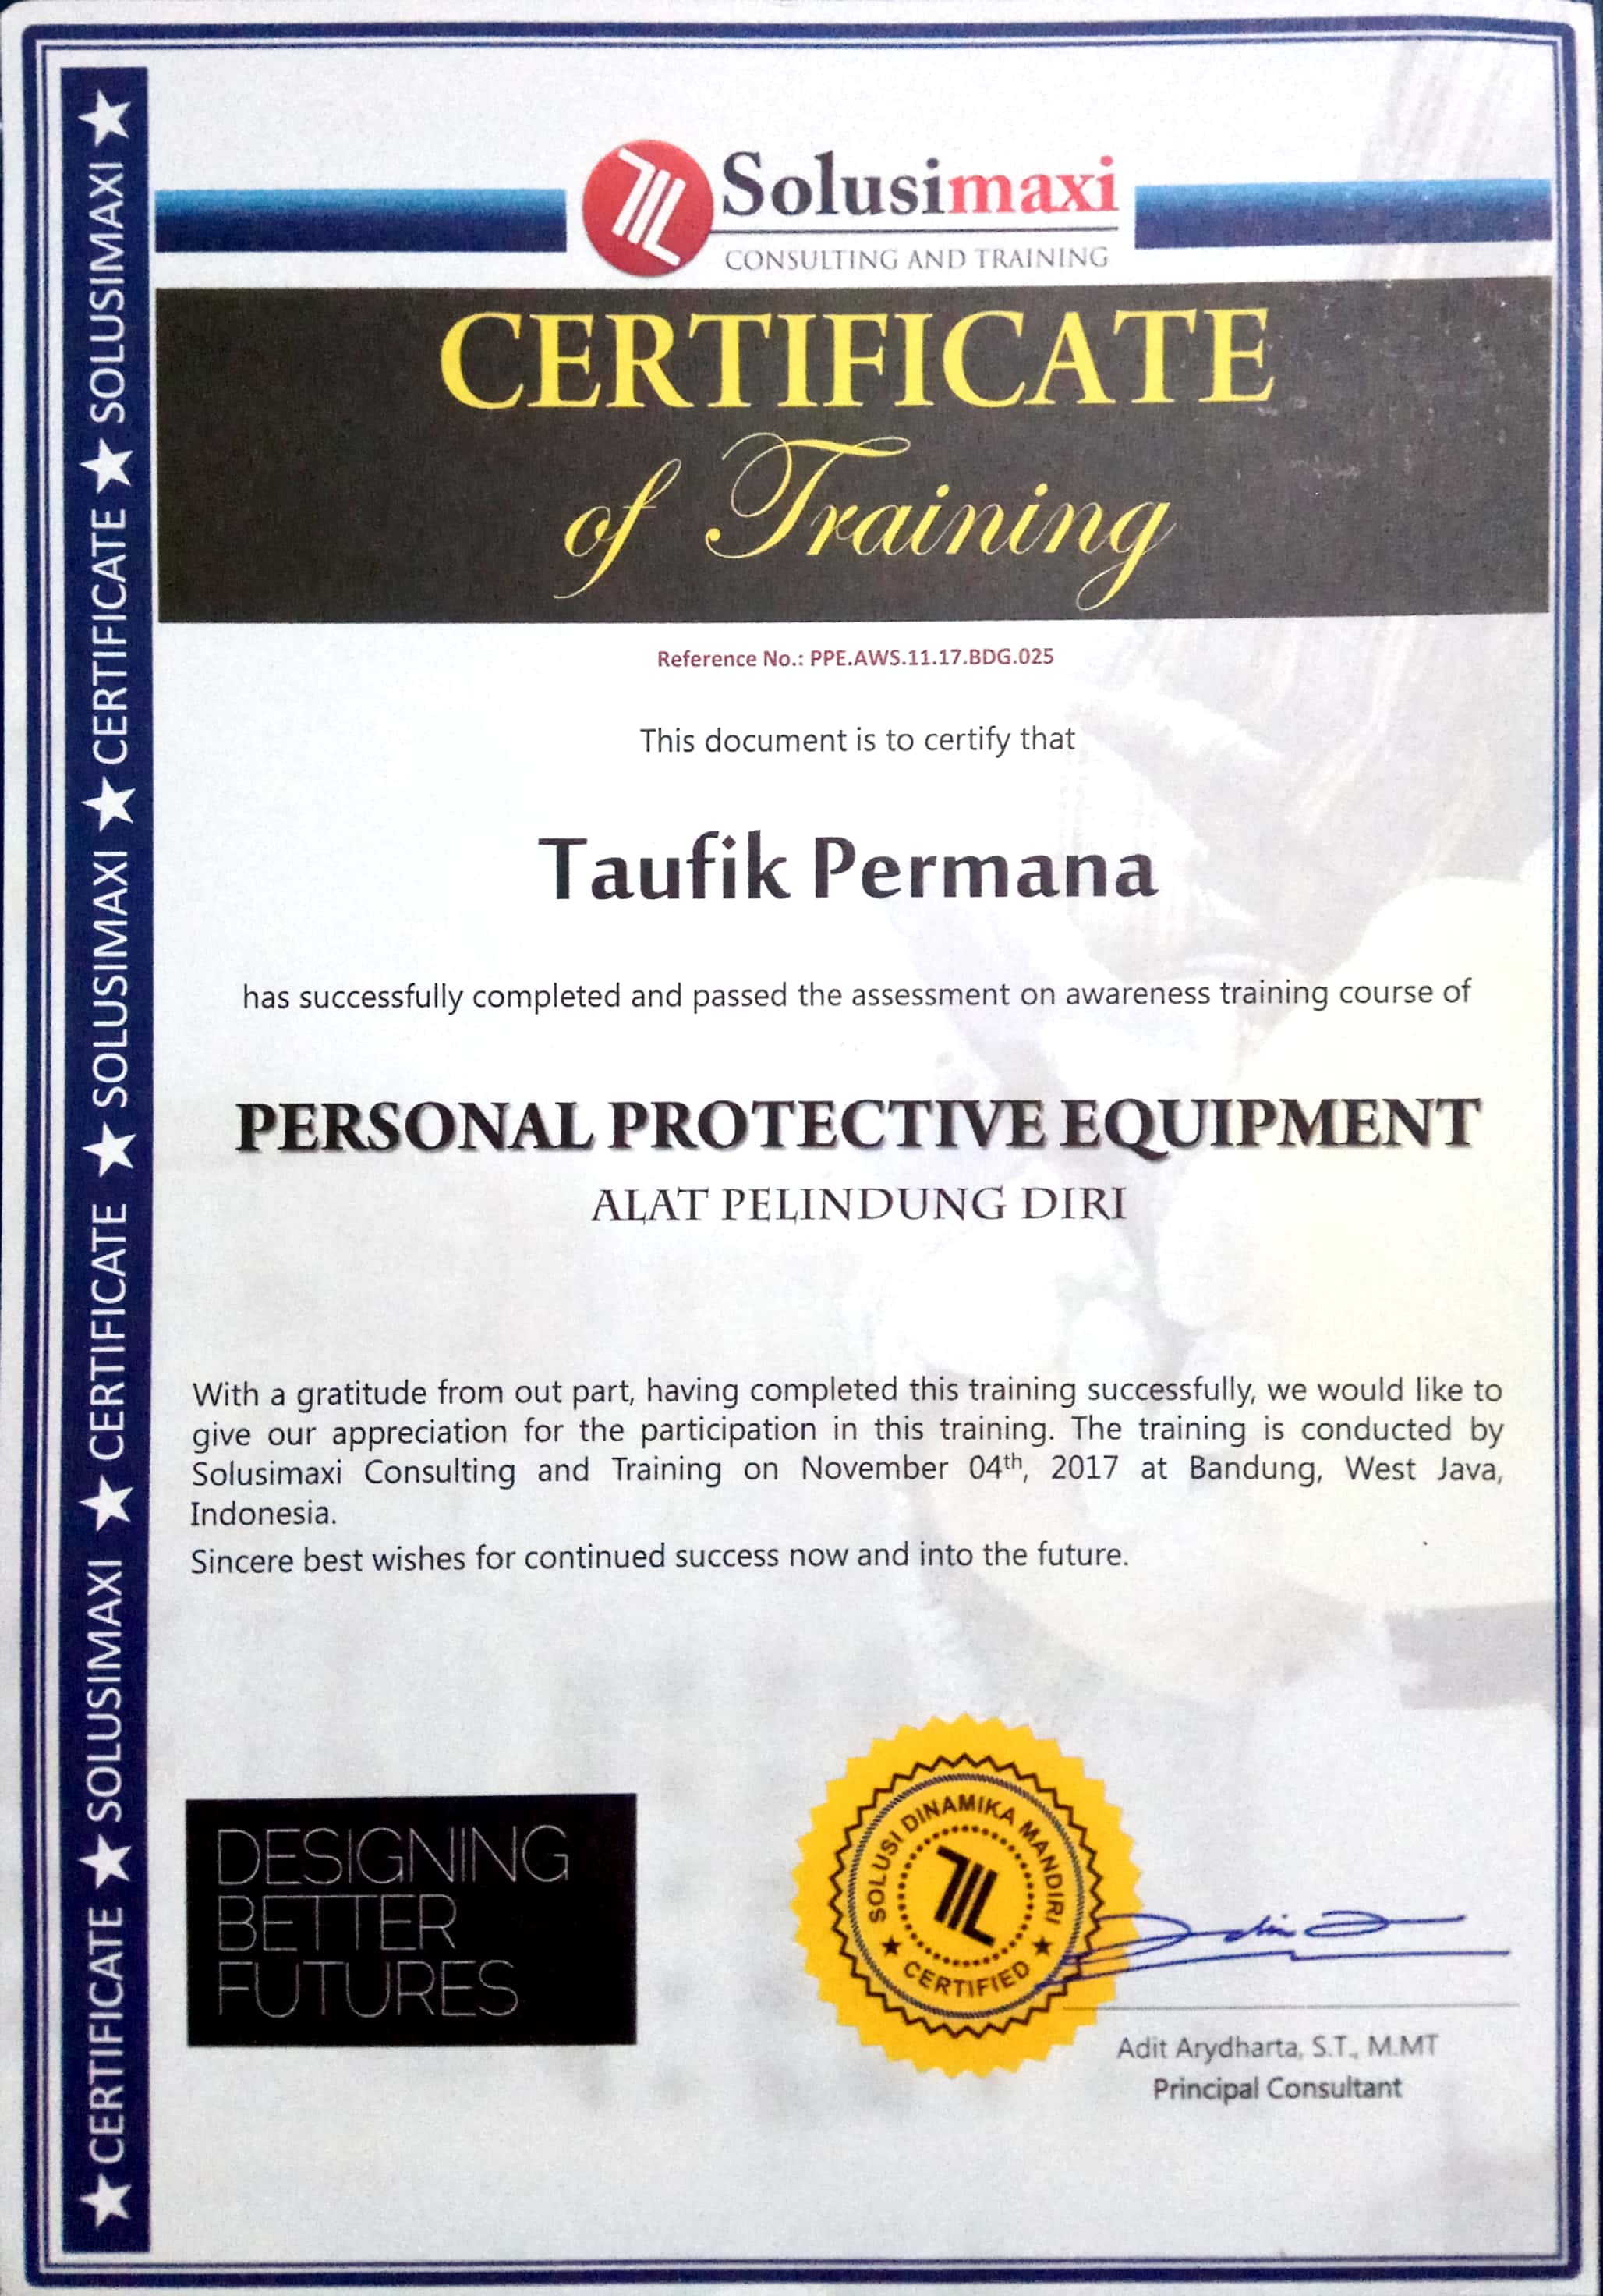 ★ CERTIFICATE ★ SOLUSIMAXI ★ CERTIFICATE ★ SOLUSIMAXI ★ CERTIFICATE ★ SOLUSIMAXI ★
Solusimaxi
CONSULTING AND TRAINING
CERTIFICATE
of Training
Reference No.: PPE.AWS.11.17.BDG.025
This document is to certify that
Taufik Permana
has successfully completed and passed the assessment on awareness training course of
PERSONAL PROTECTIVE EQUIPMENT
ALAT PELINDUNG DIRI
With a gratitude from out part, having completed this training successfully, we would like to
give our appreciation for the participation in this training. The training is conducted by
Solusimaxi Consulting and Training on November 04th, 2017 at Bandung, West Java,
Indonesia.
Sincere best wishes for continued success now and into the future.
DESIGNING
BETTER
FUTURES
SOLUSI DINAMIKA MANDIRI
★ CERTIFIED ★
Adit Arydharta, S.T., M.MT
Principal Consultant